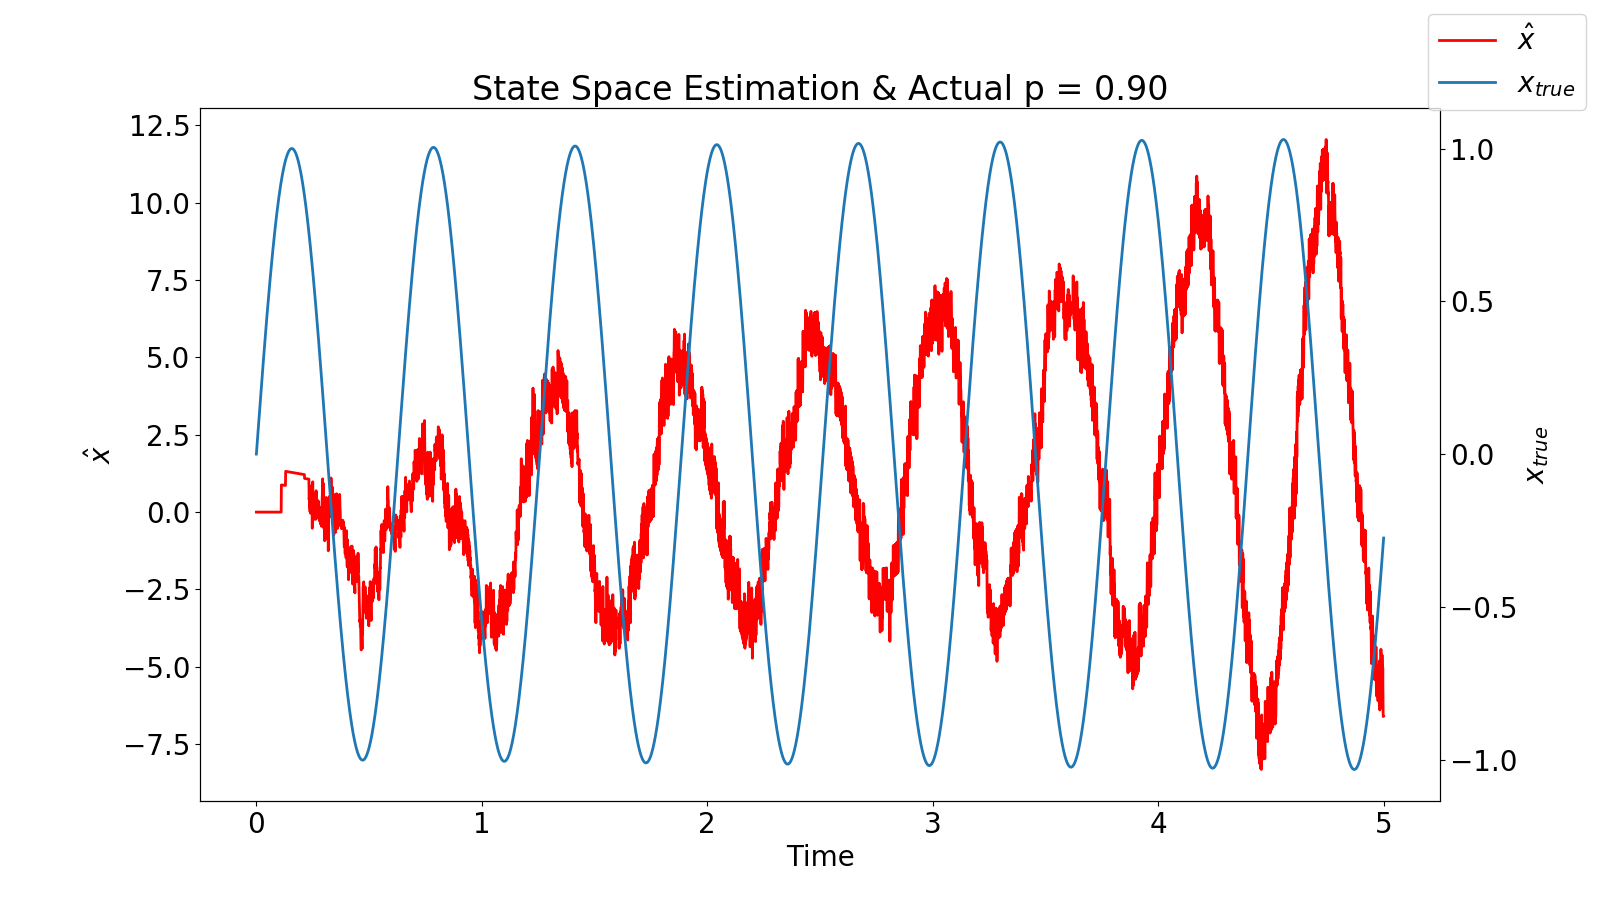 x̂
x_true
State Space Estimation & Actual p = 0.90
12.5
10.0
7.5
5.0
2.5
0.0
−2.5
−5.0
−7.5
x̂
1.0
0.5
0.0
−0.5
−1.0
x_true
0 1 2 3 4 5
Time